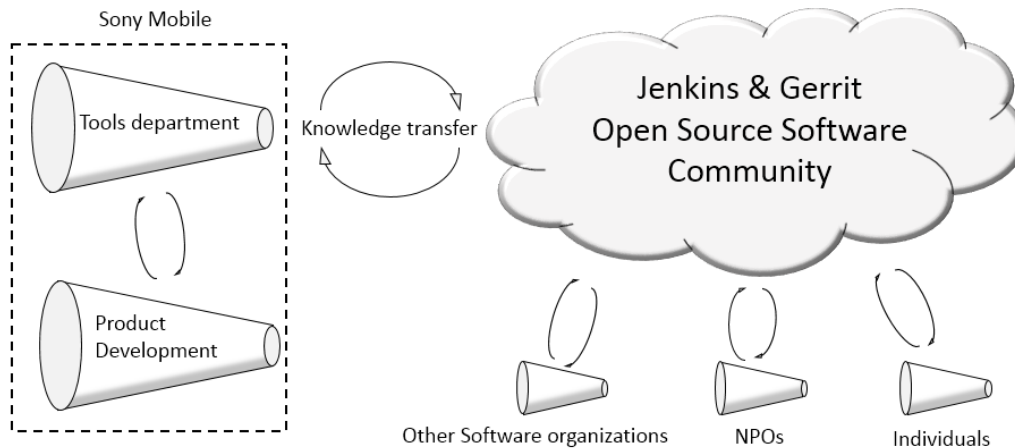 Sony Mobile
Tools department
Knowledge transfer
Product
Development
Jenkins & Gerrit
Open Source Software
Community
Other Software organizations
NPOs
Individuals